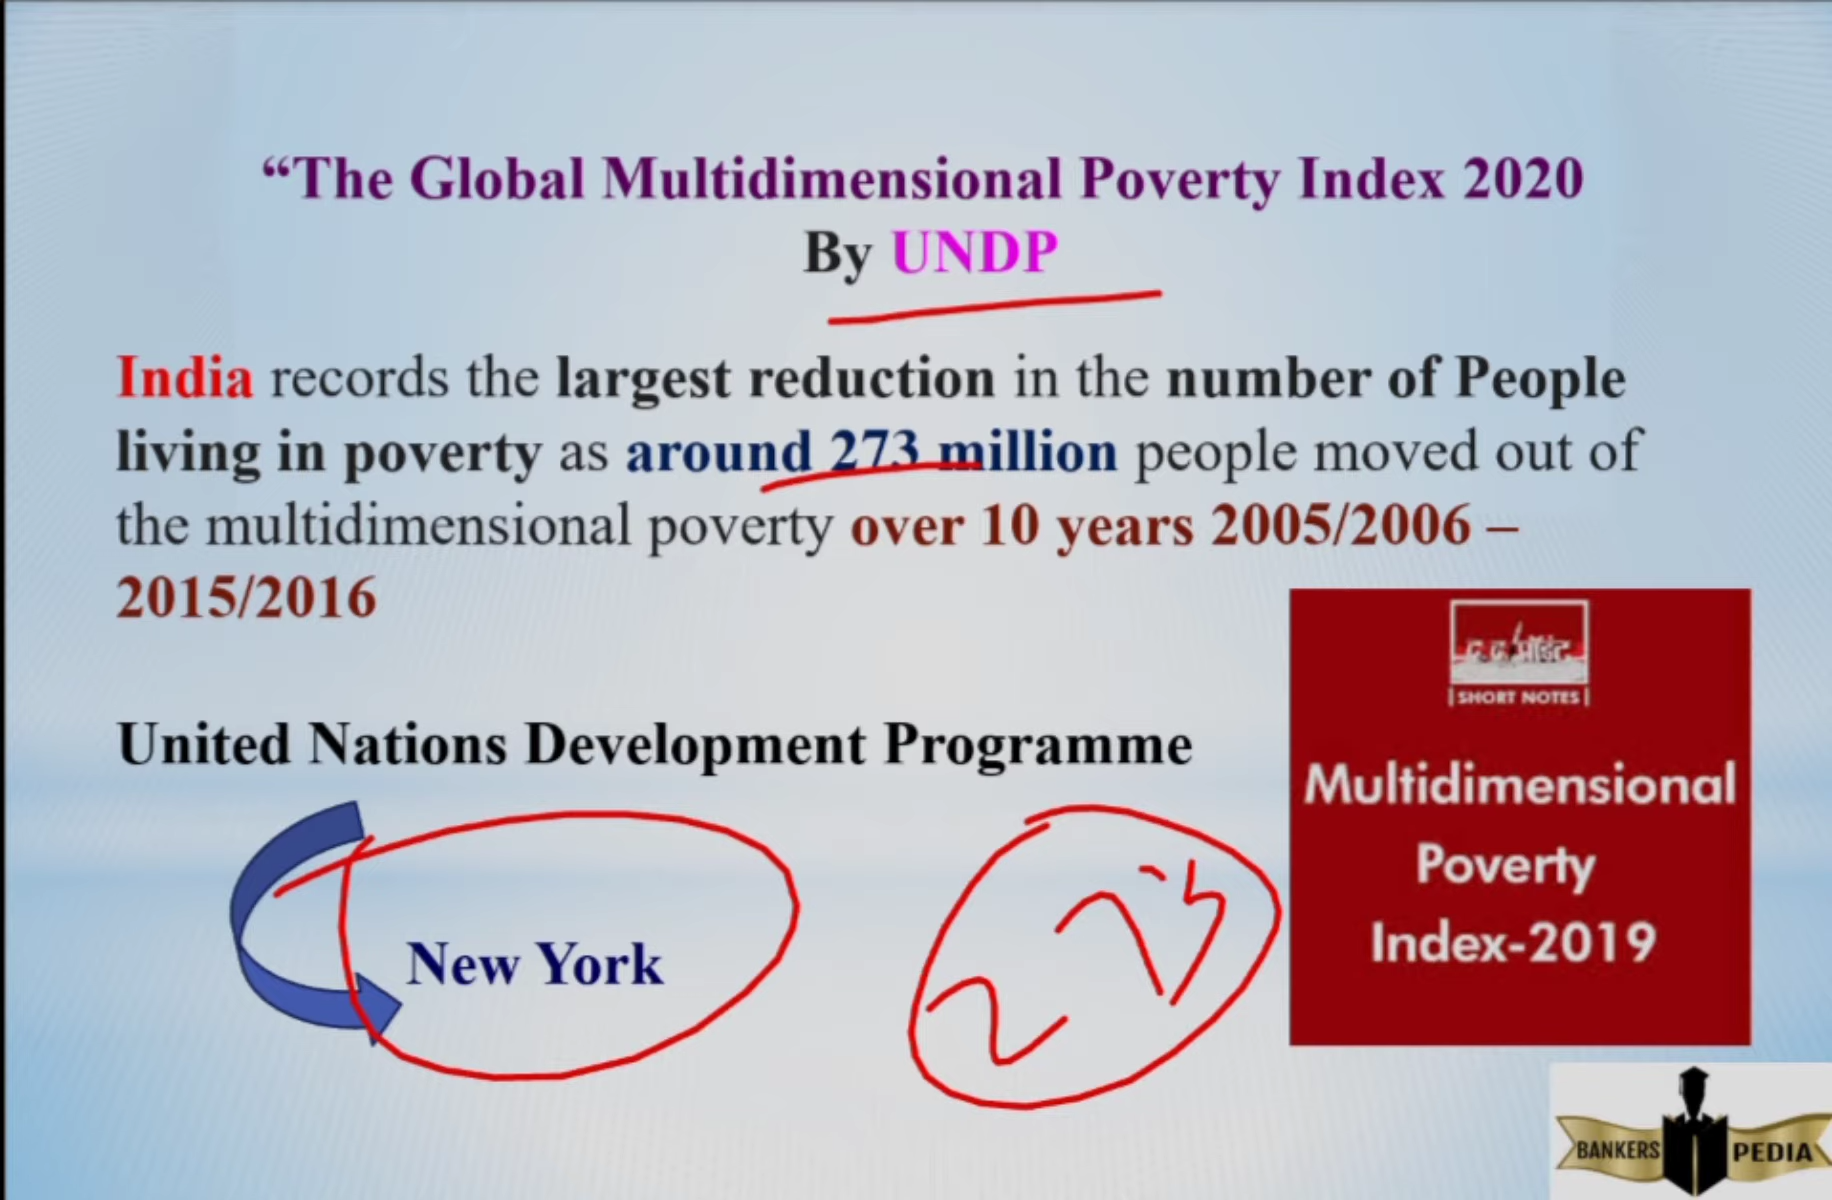 “The Global Multidimensional Poverty Index 2020
By UNDP
India records the largest reduction in the number of People
living in poverty as around 273 million people moved out of
the multidimensional poverty over 10 years 2005/2006 –
2015/2016
United Nations Development Programme
New York
273
SHORT NOTES
Multidimensional
Poverty
Index-2019
BANKERS PEDIA